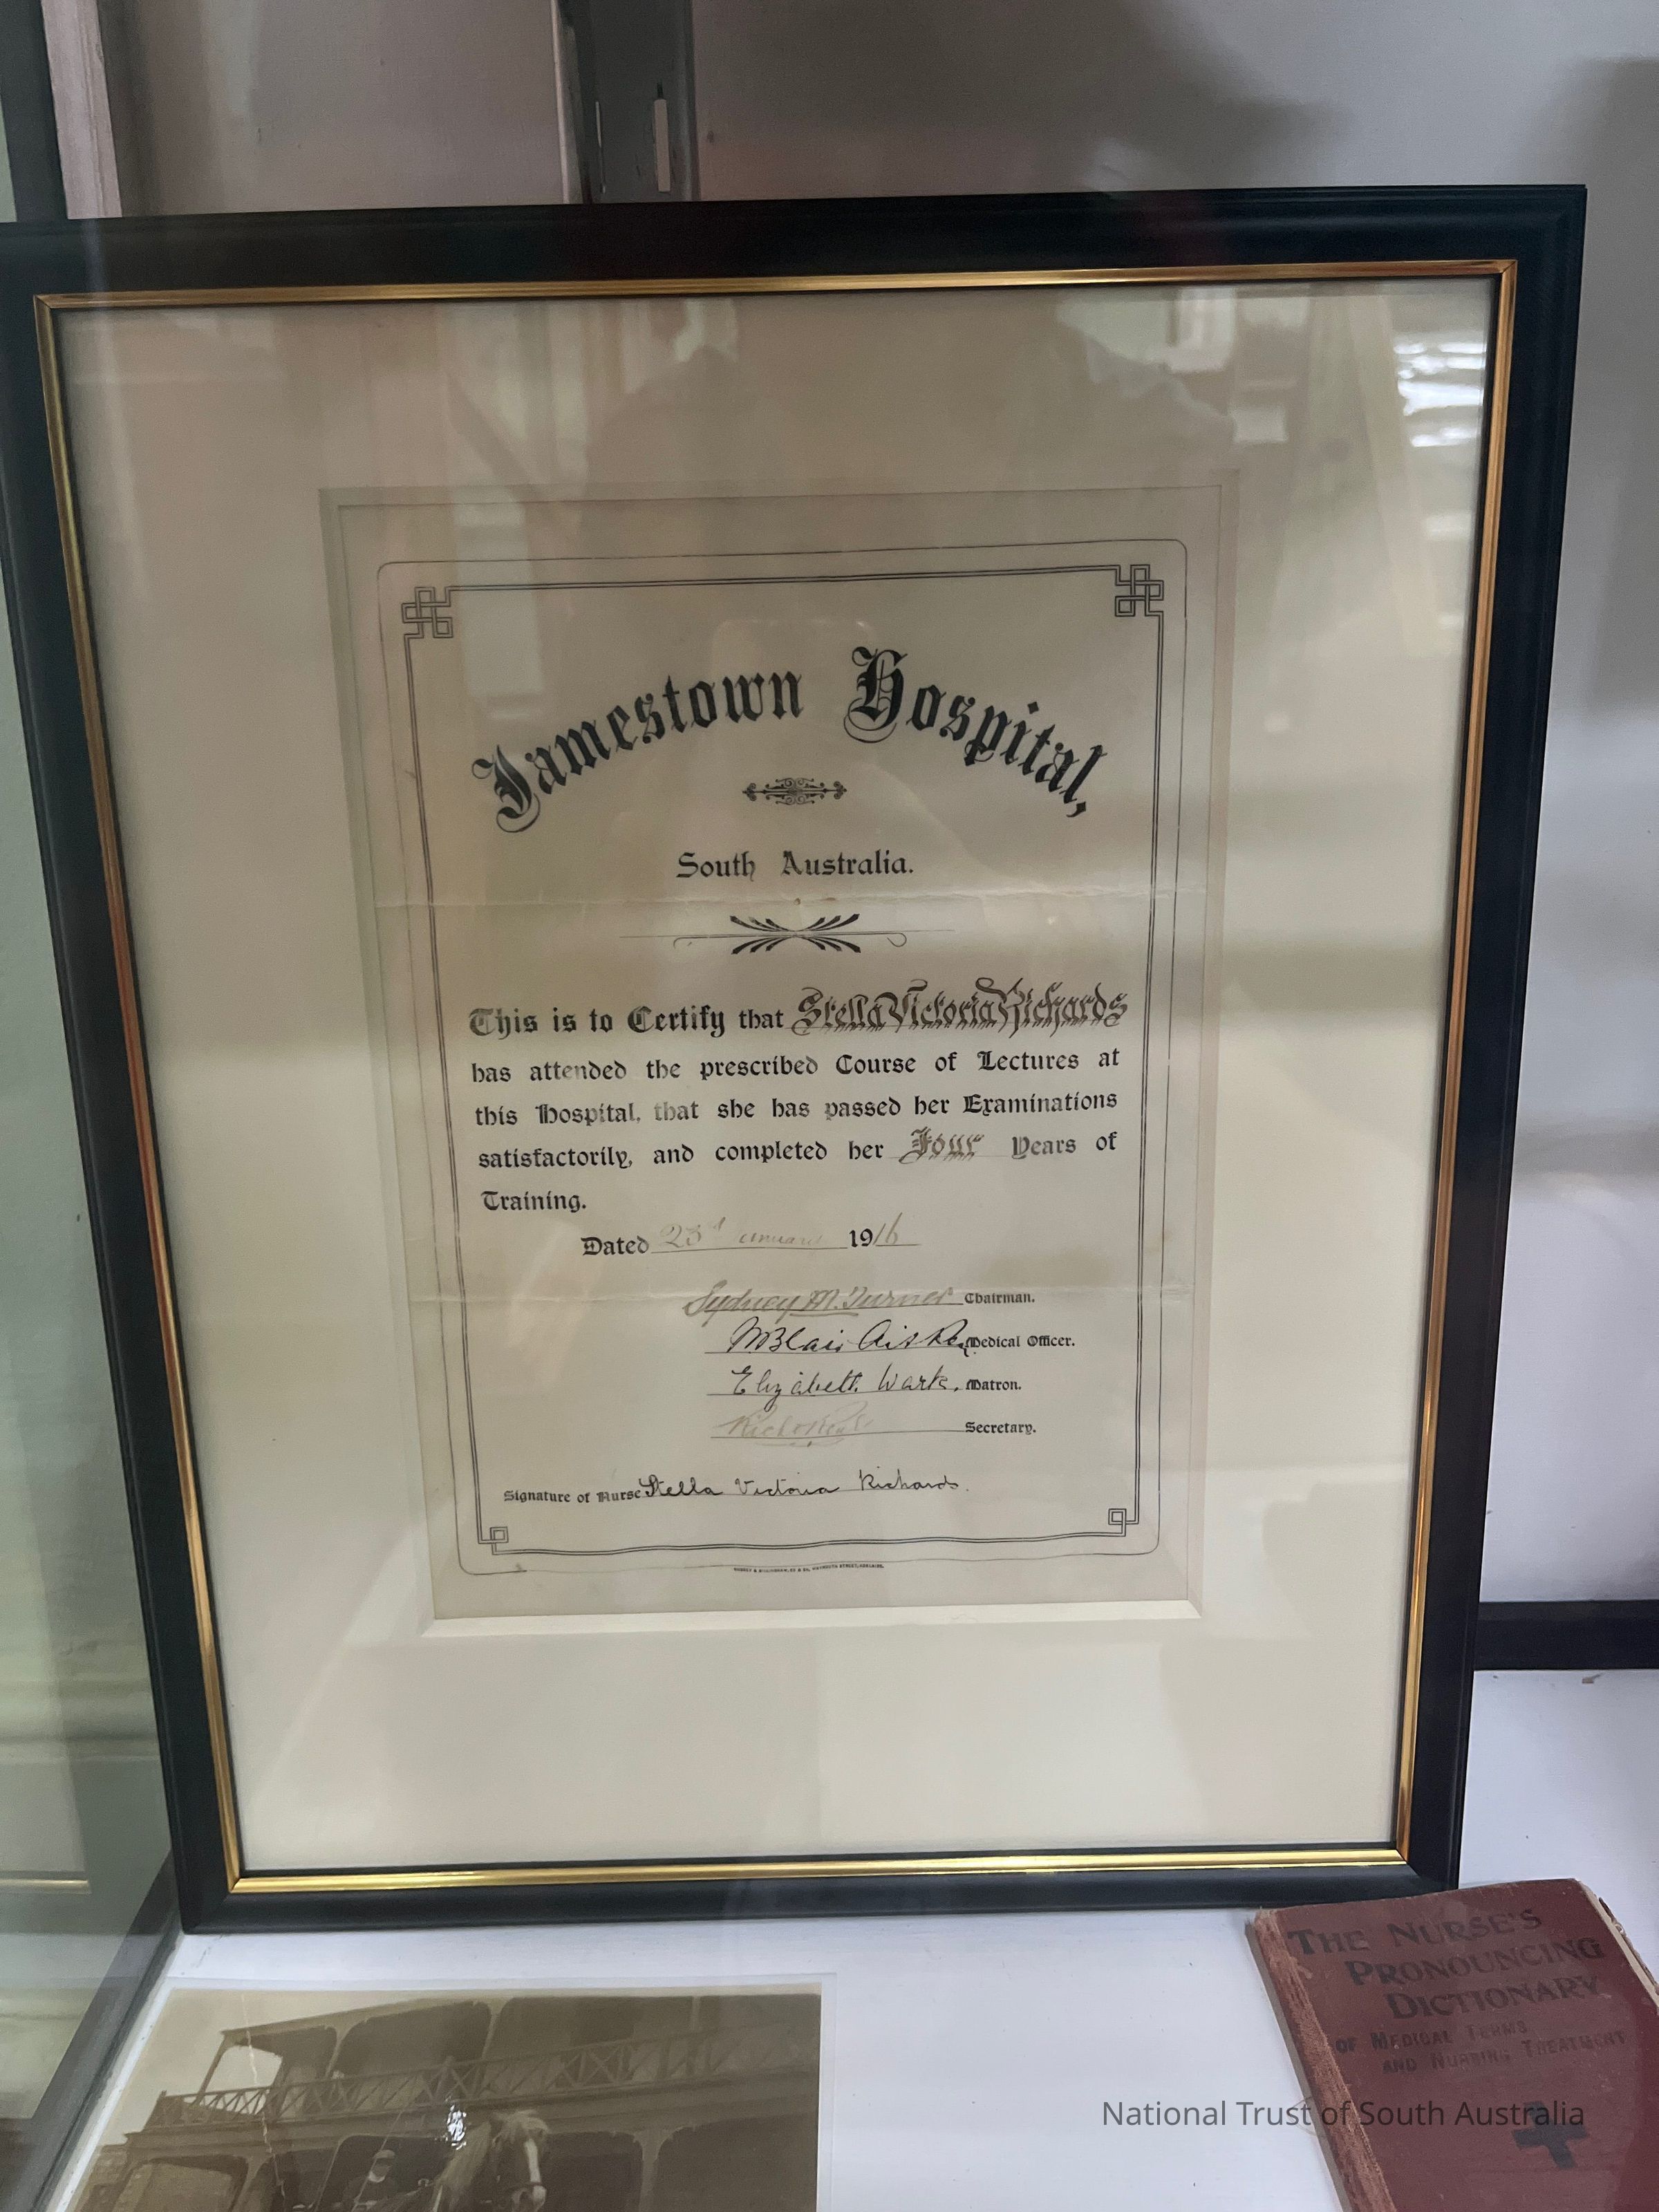 Jamestown Hospital,
South Australia.
This is to Certify that Stella Victoria Richards
has attended the prescribed Course of Lectures at
this Hospital, that she has passed her Examinations
satisfactorily, and completed her Four Years of
Training.
Dated 1916
Sydney M. Turner Chairman.
Medical Officer.
Elizabeth Wark. Matron.
Secretary.
Signature of Nurse Stella Victoria Richards.
THE NURSE'S
PRONOUNCING
DICTIONARY
OF MEDICAL TERMS
AND NURSING TREATMENT
National Trust of South Australia